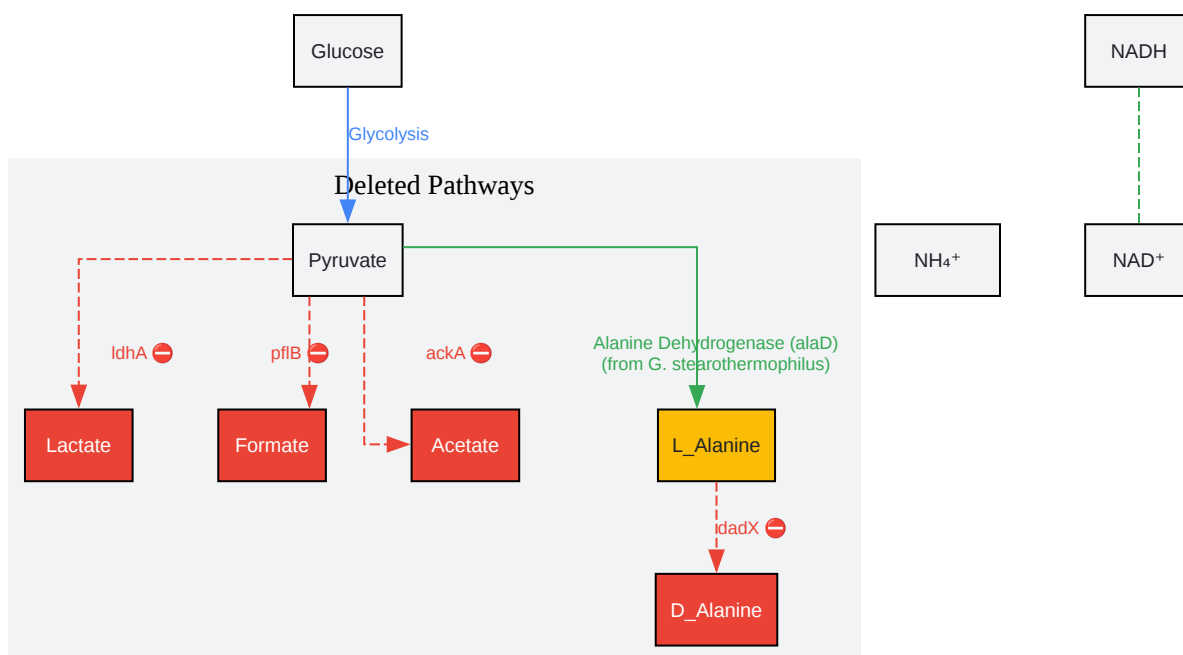 Glucose
NADH
Glycolysis
Deleted Pathways
Pyruvate
NH₄⁺
NAD⁺
ldhA ⛔
pflB ⛔
ackA ⛔
Alanine Dehydrogenase (alaD)
(from G. stearothermophilus)
Lactate
Formate
Acetate
L_Alanine
dadX ⛔
D_Alanine